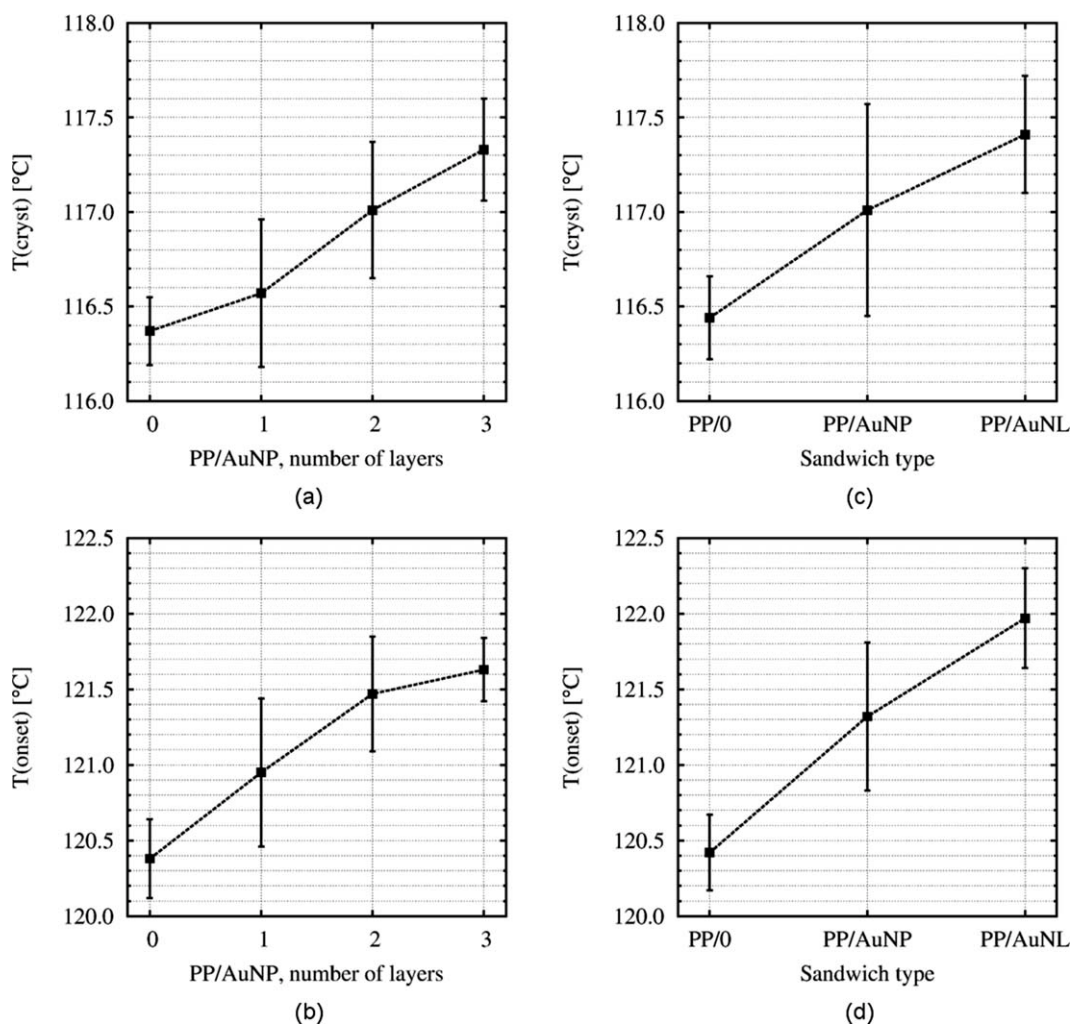 118.0
117.5
117.0
116.5
116.0
T(cryst) [°C]
0 1 2 3
PP/AuNP, number of layers
(a)
118.0
117.5
117.0
116.5
116.0
T(cryst) [°C]
PP/0 PP/AuNP PP/AuNL
Sandwich type
(c)
122.5
122.0
121.5
121.0
120.5
120.0
T(onset) [°C]
0 1 2 3
PP/AuNP, number of layers
(b)
122.5
122.0
121.5
121.0
120.5
120.0
T(onset) [°C]
PP/0 PP/AuNP PP/AuNL
Sandwich type
(d)